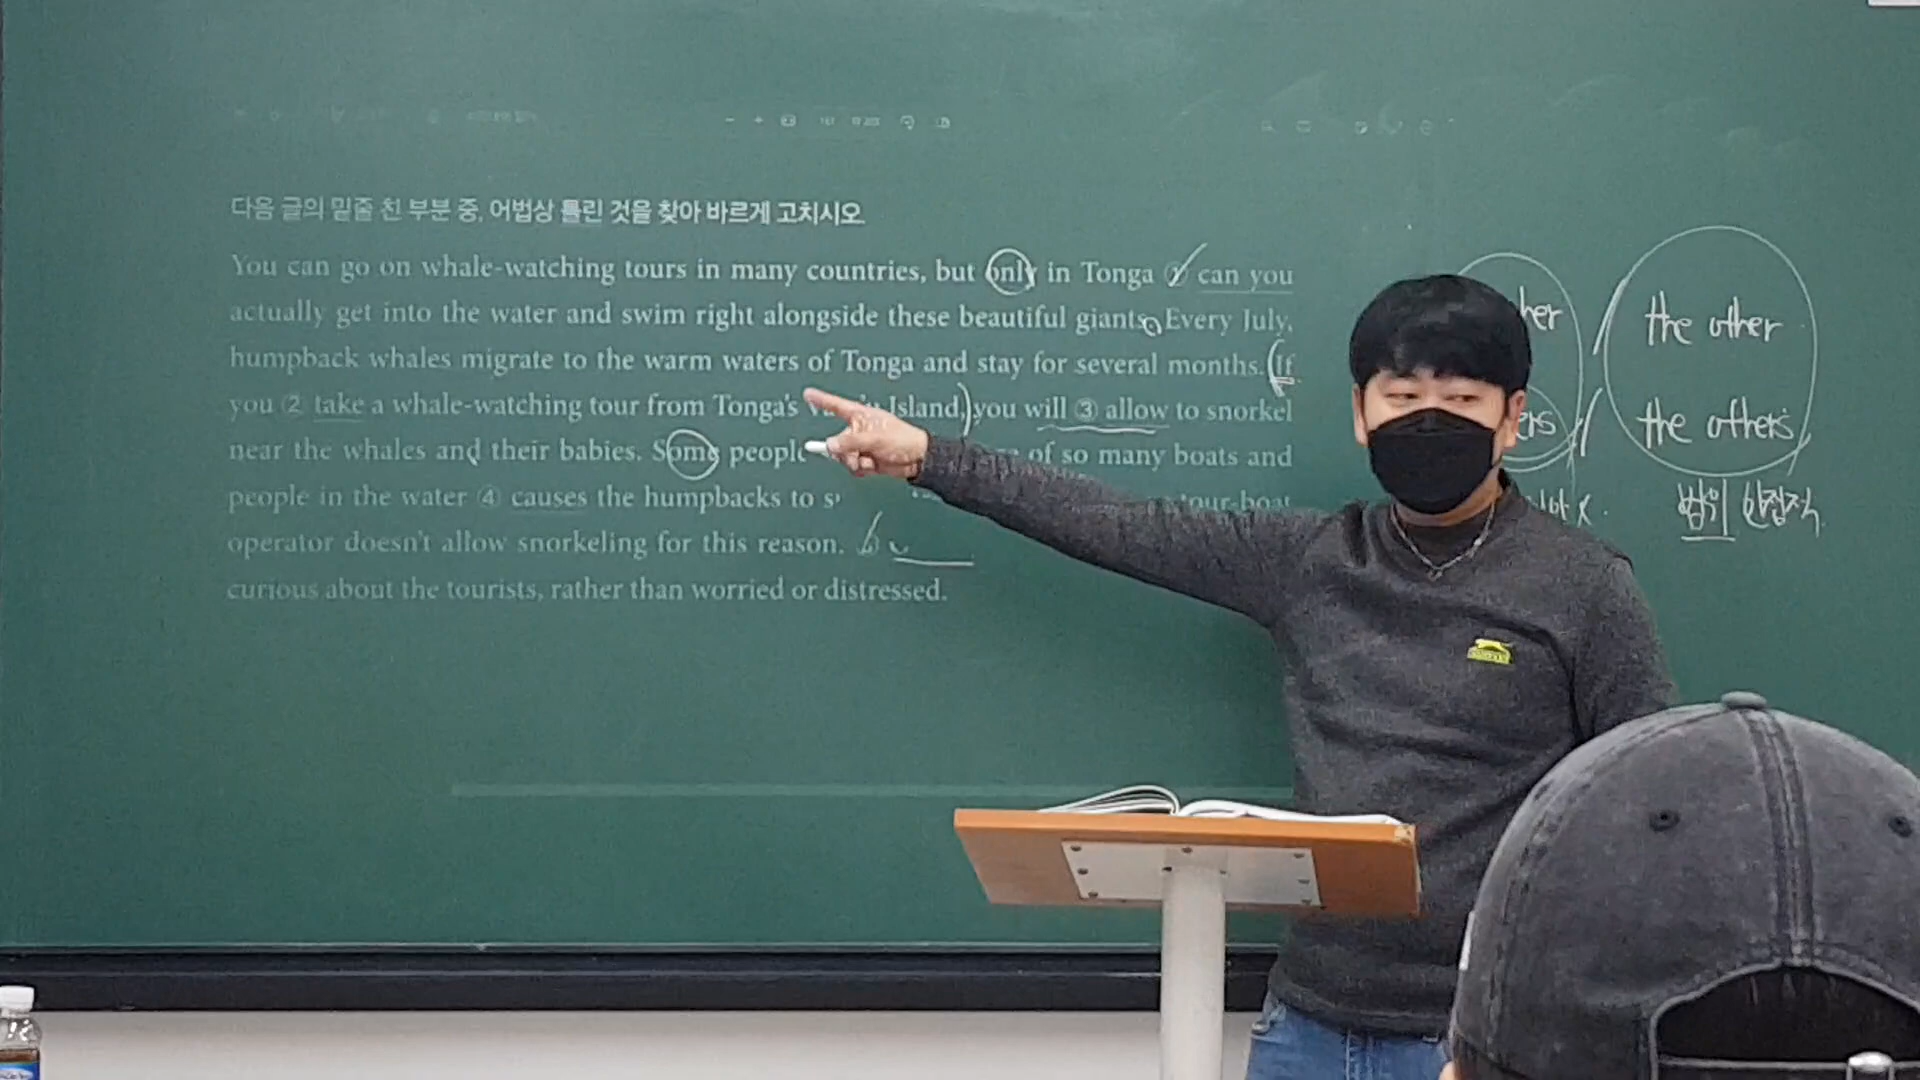 다음 글의 밑줄 친 부분 중, 어법상 틀린 것을 찾아 바르게 고치시오.
You can go on whale-watching tours in many countries, but only in Tonga ① can you
actually get into the water and swim right alongside these beautiful giants. Every July,
humpback whales migrate to the warm waters of Tonga and stay for several months. If
you ② take a whale-watching tour from Tonga's Island, you will ③ allow to snorkel
near the whales and their babies. Some people of so many boats and
people in the water ④ causes the humpbacks to tour-boat
operator doesn't allow snorkeling for this reason.
curious about the tourists, rather than worried or distressed.
the other
the others
범위